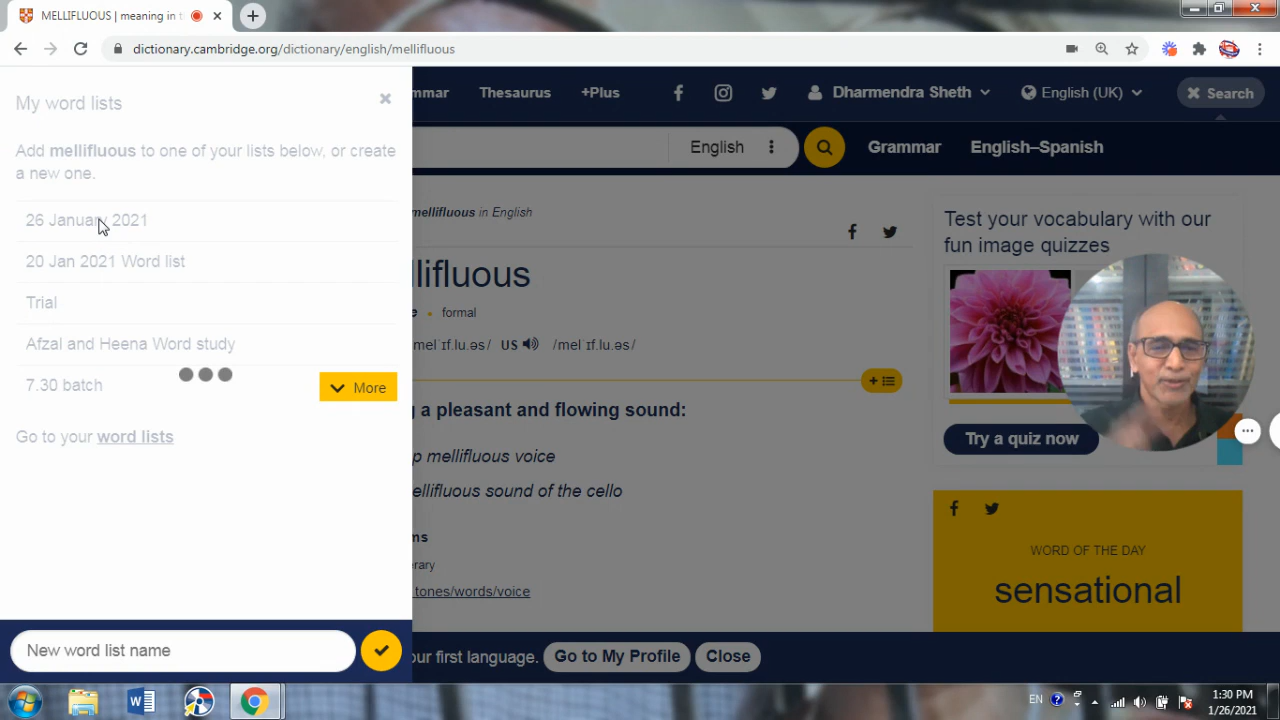 MELLIFLUOUS | meaning in t
dictionary.cambridge.org/dictionary/english/mellifluous
My word lists
Add mellifluous to one of your lists below, or create
a new one.
26 January 2021
20 Jan 2021 Word list
Trial
Afzal and Heena Word study
7.30 batch
More
Go to your word lists
New word list name
mmar
Thesaurus
+Plus
Dharmendra Sheth
English (UK)
Search
English
Grammar
English–Spanish
mellifluous in English
llifluous
e • formal
mel ɪf.lu.əs/ US /mel ɪf.lu.əs/
g a pleasant and flowing sound:
p mellifluous voice
ellifluous sound of the cello
ms
rary
tones/words/voice
Test your vocabulary with our
fun image quizzes
Try a quiz now
WORD OF THE DAY
sensational
our first language.
Go to My Profile
Close
EN
1:30 PM
1/26/2021